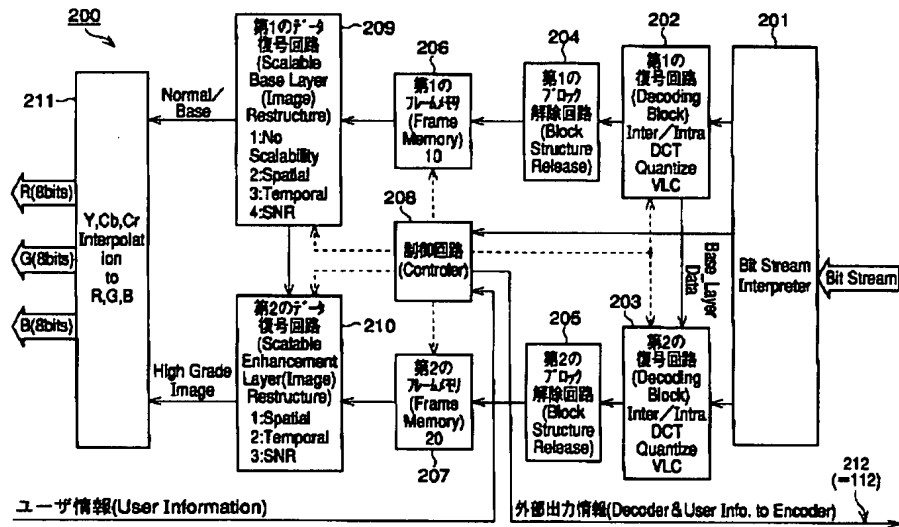 200
211
Y,Cb,Cr
Interpolat
ion
to
R,G,B
R(8bits)
G(8bits)
B(8bits)
Normal/
Base
High Grade
Image
209
第1のデータ
復号回路
(Scalable
Base Layer
(Image)
Restructure)
1:No
Scalability
2:Spatial
3:Temporal
4:SNR
210
第2のデータ
復号回路
(Scalable
Enhancement
Layer(Image)
Restructure)
1:Spatial
2:Temporal
3:SNR
206
第1の
フレームメモリ
(Frame
Memory)
10
208
制御回路
(Controler)
第2の
フレームメモリ
(Frame
Memory)
20
207
204
第1の
ブロック
解除回路
(Block
Structure
Release)
205
第2の
ブロック
解除回路
(Block
Structure
Release)
202
第1の
復号回路
(Decoding
Block)
Inter/Intra
DCT
Quantize
VLC
Base_Layer
Data
203
第2の
復号回路
(Decoding
Block)
Inter/Intra
DCT
Quantize
VLC
201
Bit Stream
Interpreter
Bit Stream
212
(=112)
ユーザ情報(User Information)
外部出力情報(Decoder & User Info. to Encoder)